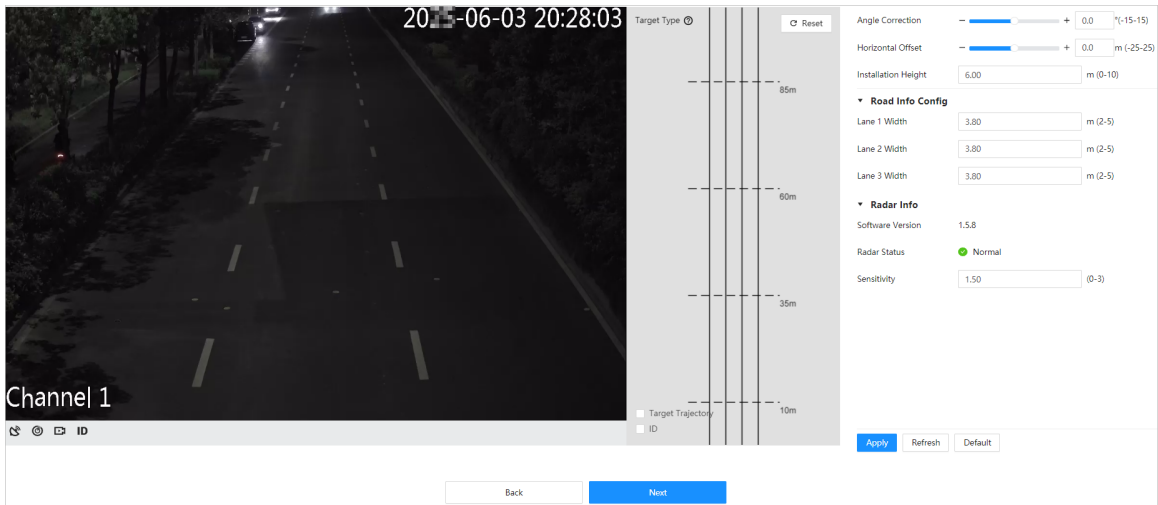 20 -06-03 20:28:03
Channel 1
ID
Target Type
Reset
85m
60m
35m
10m
Target Trajectory
ID
Angle Correction - + 0.0 °(-15-15)
Horizontal Offset - + 0.0 m (-25-25)
Installation Height 6.00 m (0-10)
Road Info Config
Lane 1 Width 3.80 m (2-5)
Lane 2 Width 3.80 m (2-5)
Lane 3 Width 3.80 m (2-5)
Radar Info
Software Version 1.5.8
Radar Status Normal
Sensitivity 1.50 (0-3)
Apply Refresh Default
Back Next